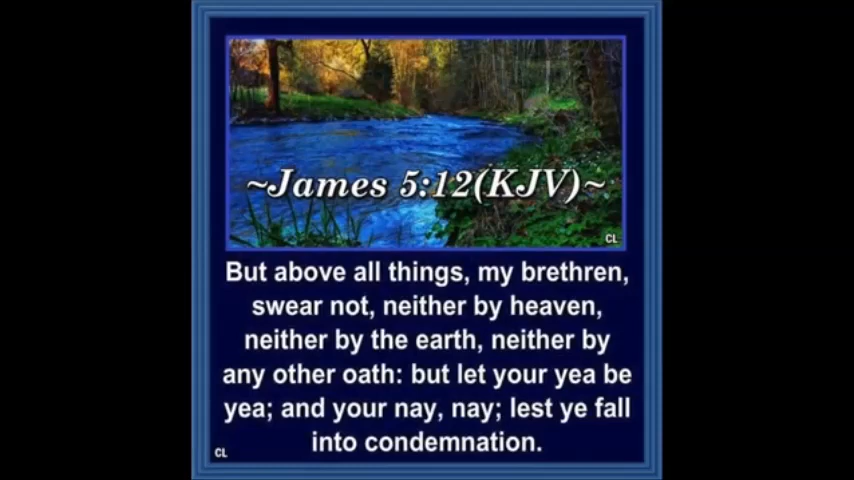 ~James 5:12(KJV)~
CL
But above all things, my brethren,
swear not, neither by heaven,
neither by the earth, neither by
any other oath: but let your yea be
yea; and your nay, nay; lest ye fall
into condemnation.
CL